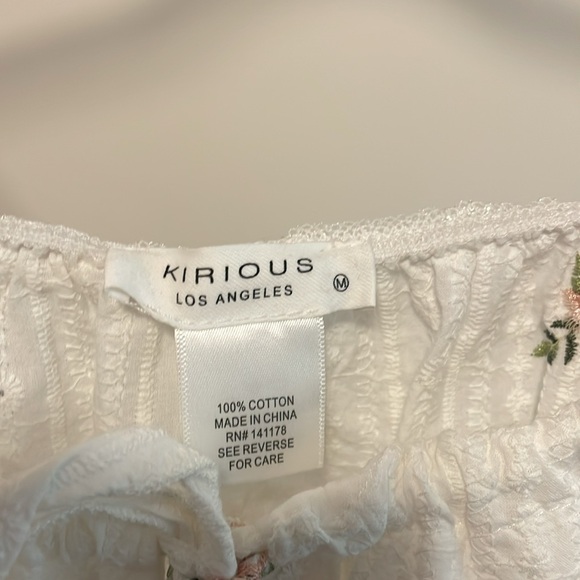 KIRIOUS
LOS ANGELES
M
100% COTTON
MADE IN CHINA
RN# 141178
SEE REVERSE
FOR CARE